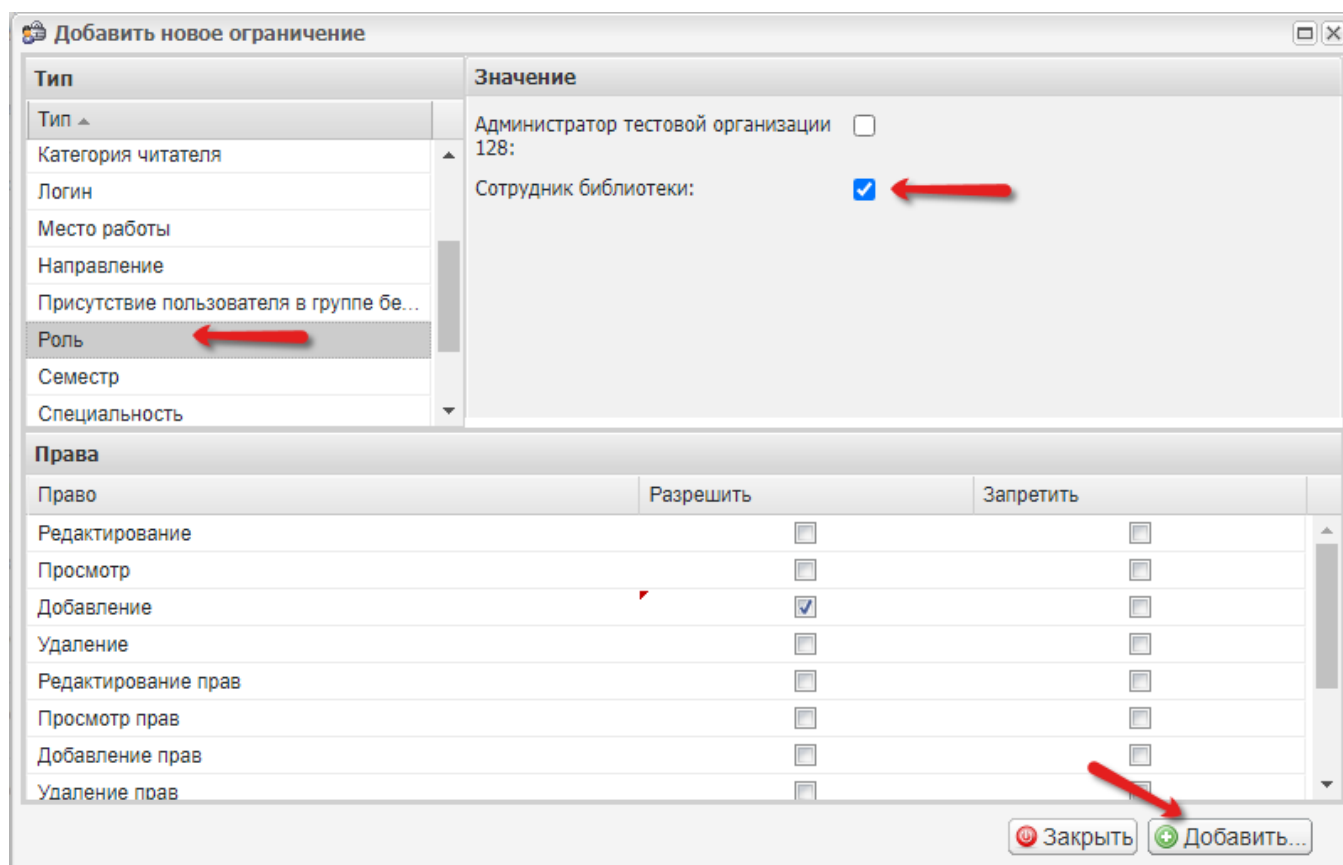 Добавить новое ограничение
Тип
Значение
Тип
Категория читателя
Логин
Место работы
Направление
Присутствие пользователя в группе бе...
Роль
Семестр
Специальность
Администратор тестовой организации
128:
Сотрудник библиотеки:
Права
Право Разрешить Запретить
Редактирование
Просмотр
Добавление
Удаление
Редактирование прав
Просмотр прав
Добавление прав
Удаление прав
Закрыть Добавить...